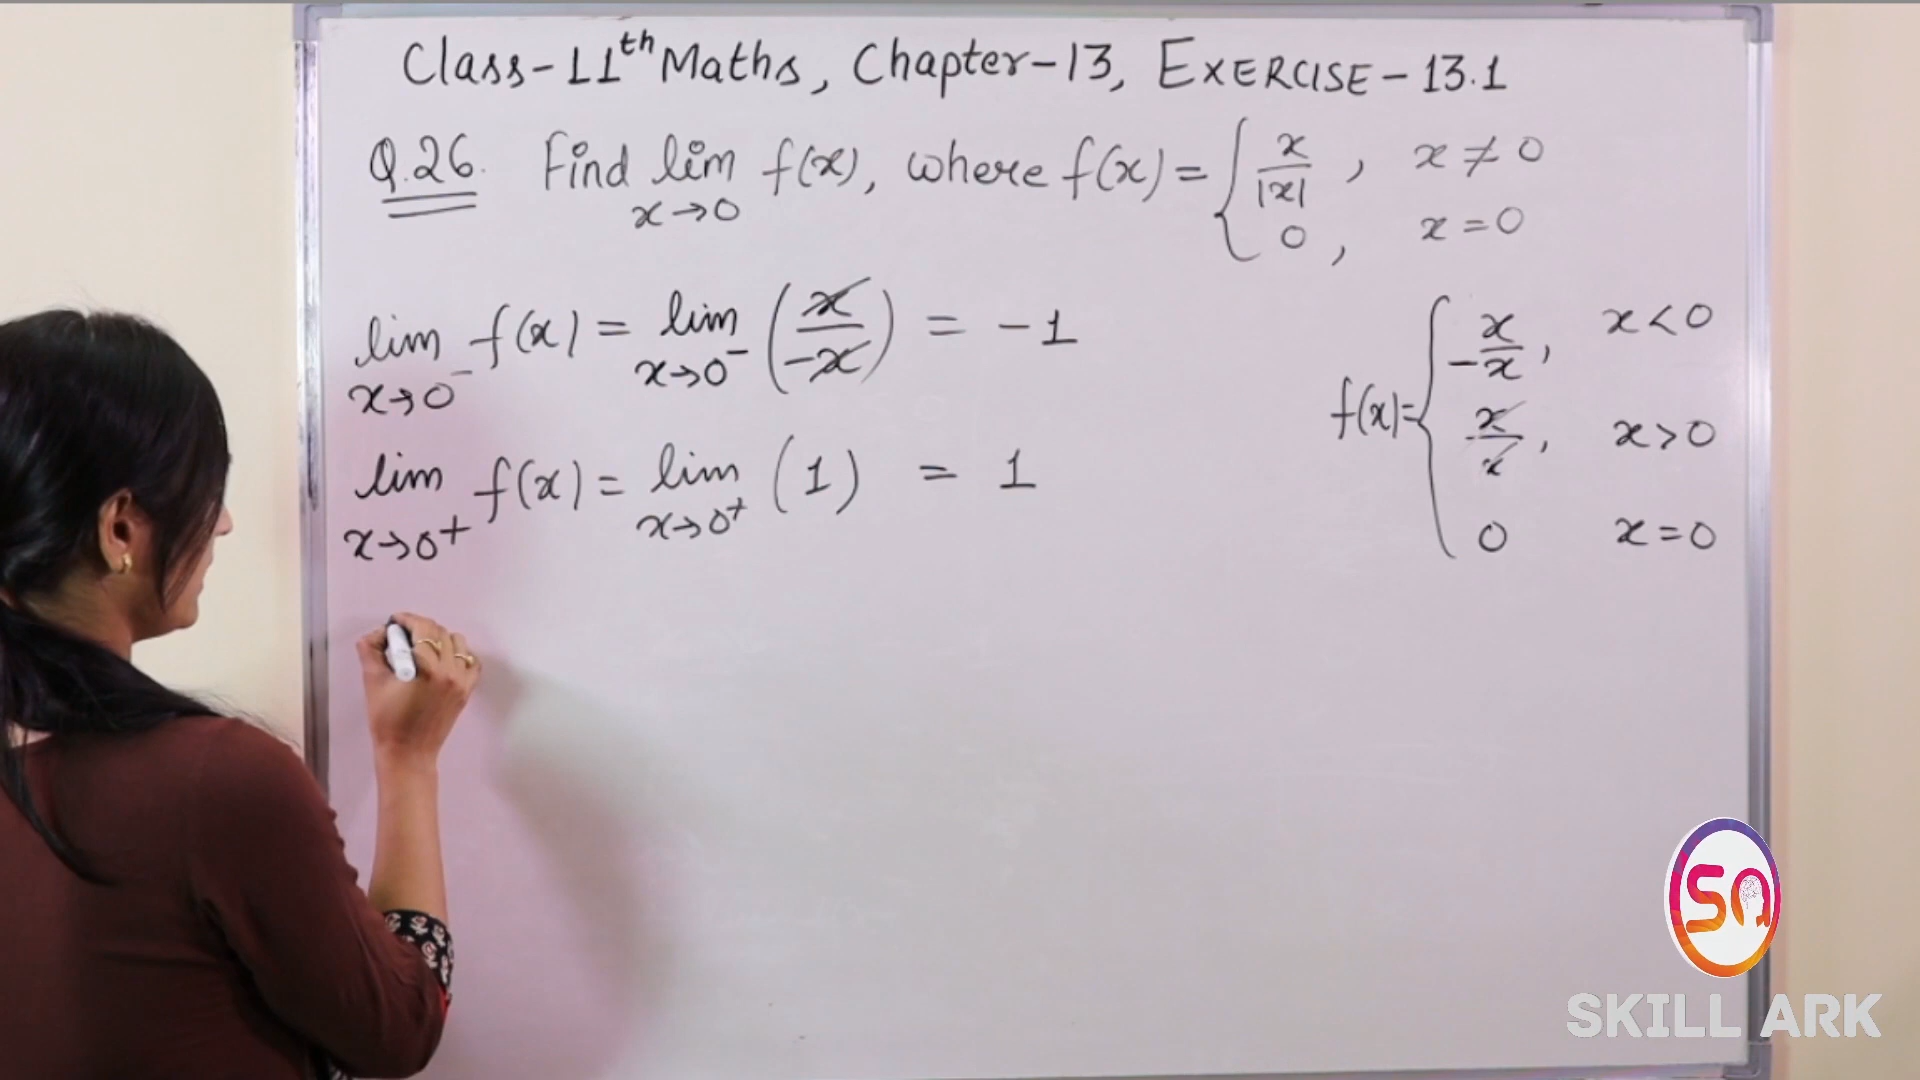 Class-11th Maths, Chapter-13, EXERCISE-13.1
Q.26. Find lim x→0 f(x), where f(x) = { x/|x| , x ≠ 0
0 , x = 0
lim x→0⁻ f(x) = lim x→0⁻ (x/-x) = -1
lim x→0⁺ f(x) = lim x→0⁺ (1) = 1
f(x)= { x/-x , x < 0
x/x , x > 0
0 x = 0
SA
SKILL ARK